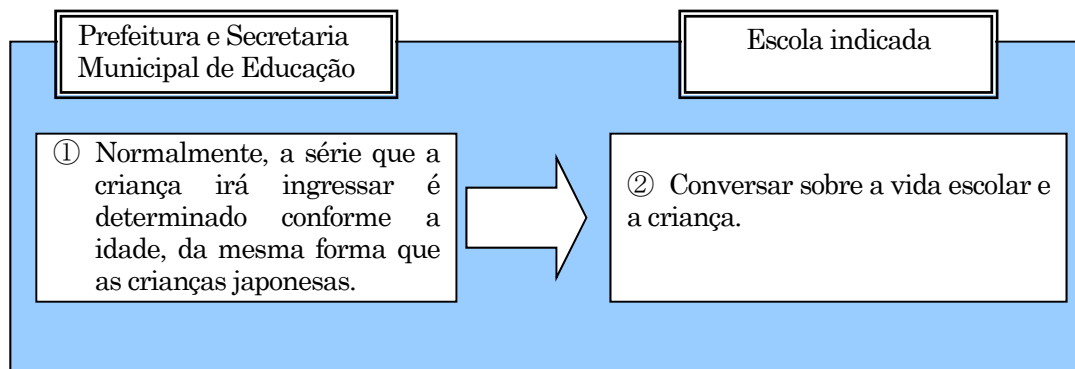 Prefeitura e Secretaria
Municipal de Educação
Escola indicada
① Normalmente, a série que a
criança irá ingressar é
determinado conforme a
idade, da mesma forma que
as crianças japonesas.
② Conversar sobre a vida escolar e
a criança.